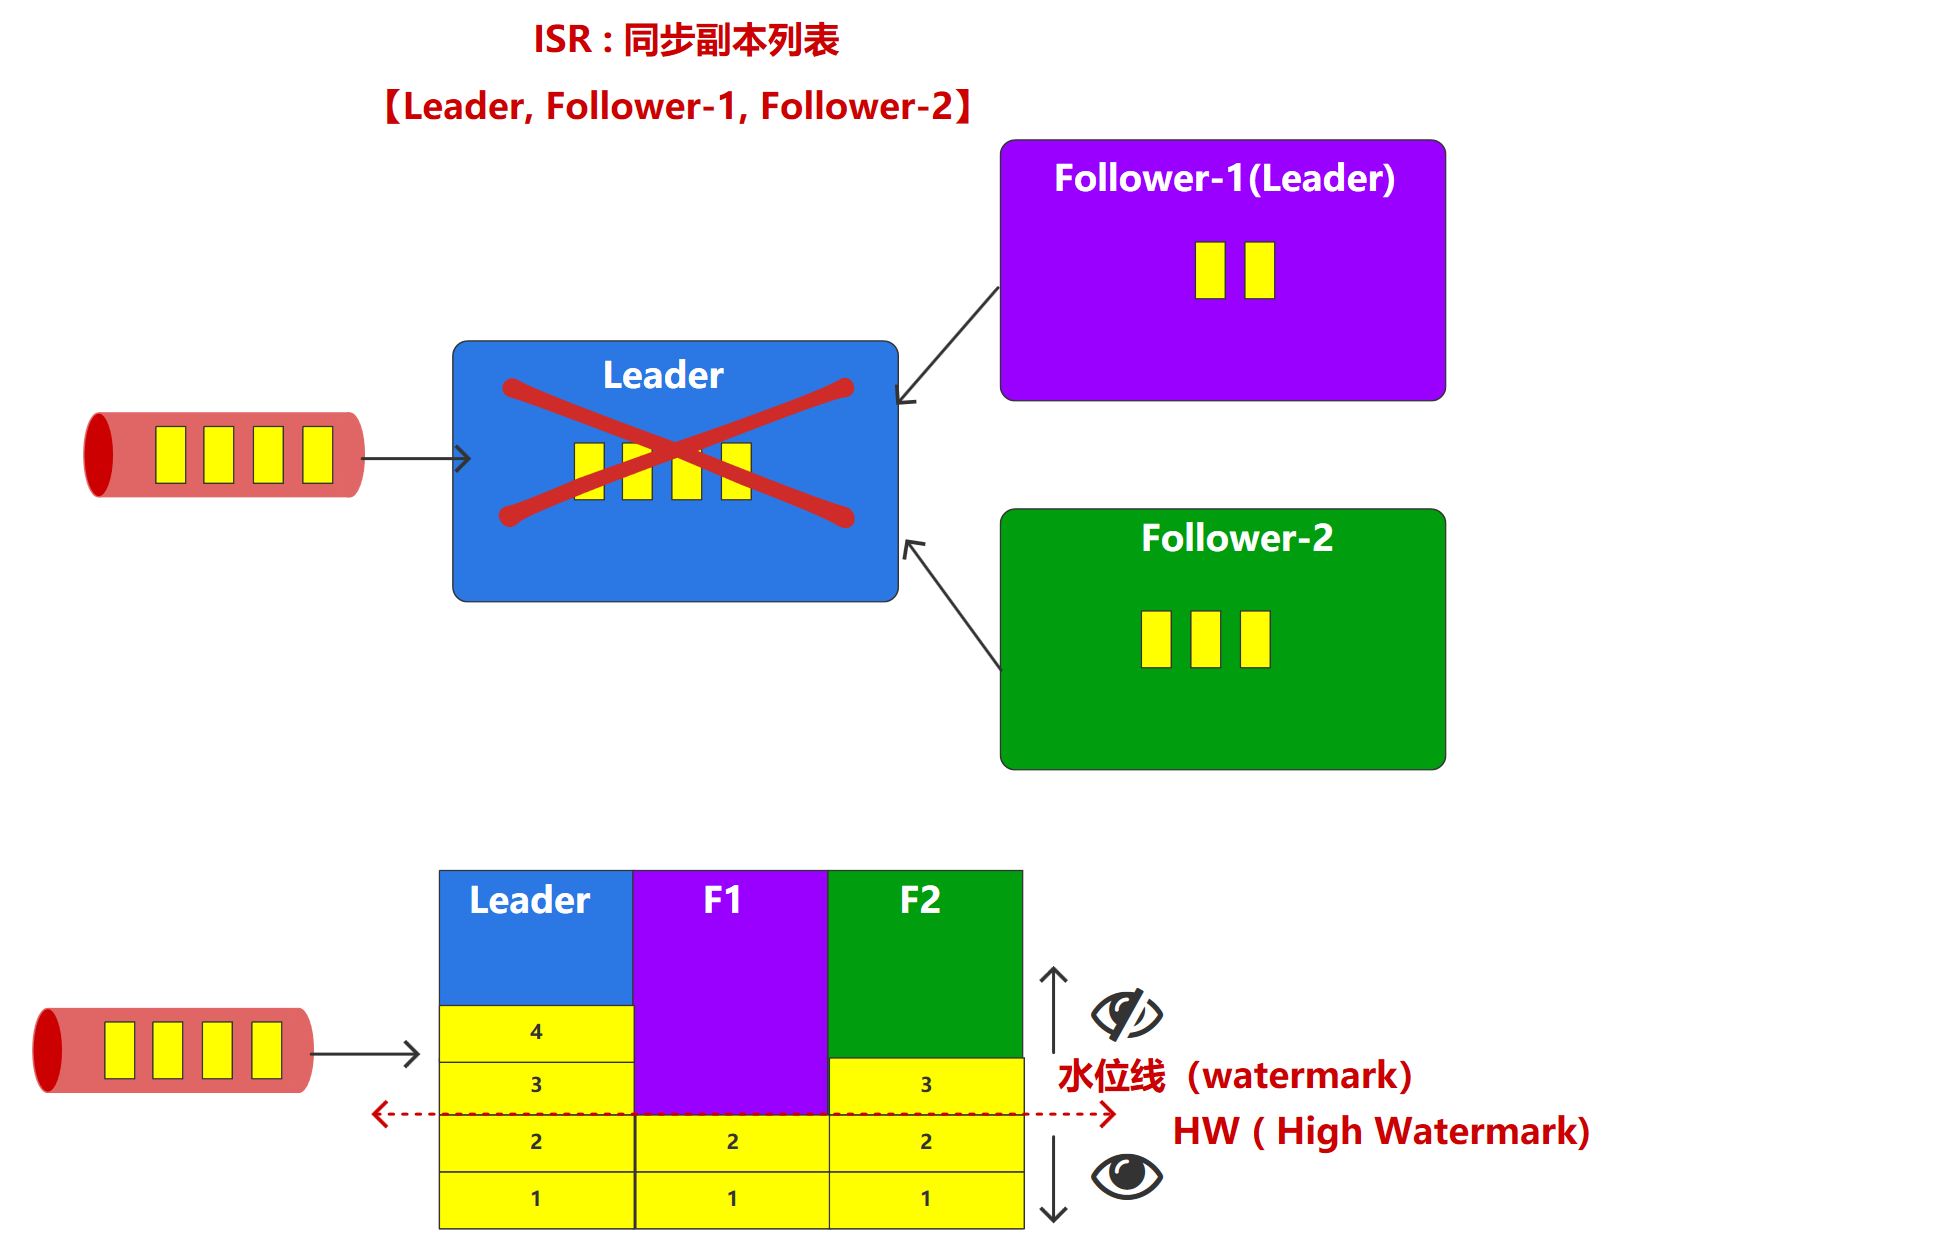 ISR : 同步副本列表
【Leader, Follower-1, Follower-2】
Follower-1(Leader)
Leader
Follower-2
Leader F1 F2
4
3 3
水位线（watermark）
HW ( High Watermark)
2 2 2
1 1 1